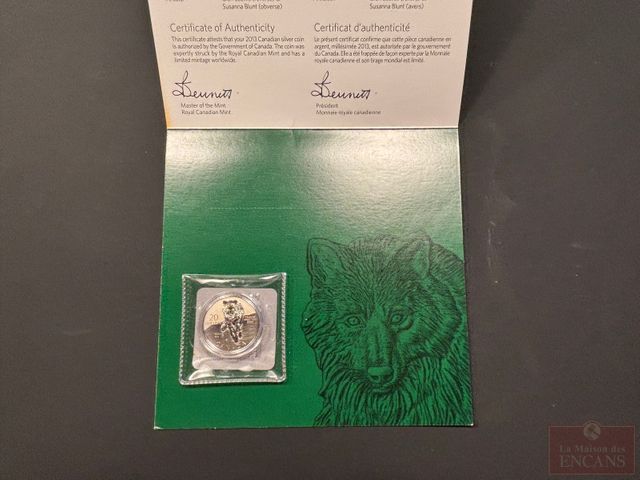 Susanna Blunt (obverse)
Susanna Blunt (avers)
Certificate of Authenticity
This certificate attests that your 2013 Canadian silver coin
is authorized by the Government of Canada. The coin was
expertly struck by the Royal Canadian Mint and has a
limited mintage worldwide.
Master of the Mint
Royal Canadian Mint
Certificat d'authenticité
Le présent certificat confirme que cette pièce canadienne en
argent, millésimée 2013, est autorisée par le gouvernement
du Canada. Elle a été frappée de façon experte par la Monnaie
royale canadienne et son tirage mondial est limité.
Président
Monnaie royale canadienne
20
La Maison des
ENCANS